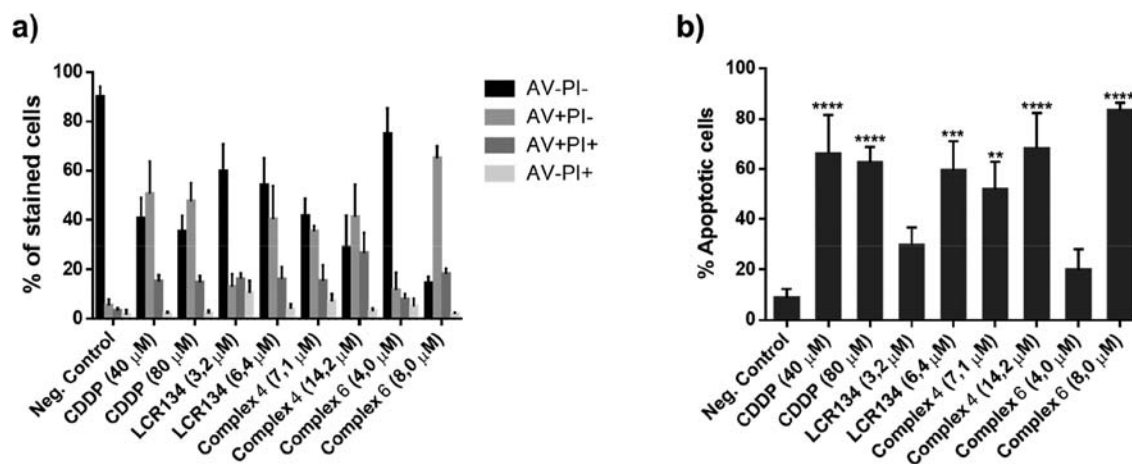 a)
100
80
60
40
20
0
% of stained cells
AV-PI-
AV+PI-
AV+PI+
AV-PI+
Neg. Control
CDDP (40 µM)
CDDP (80 µM)
LCR134 (3,2 µM)
LCR134 (6,4 µM)
Complex 4 (7,1 µM)
Complex 4 (14,2 µM)
Complex 6 (4,0 µM)
Complex 6 (8,0 µM)
b)
100
80
60
40
20
0
% Apoptotic cells
****
****
***
**
****
****
Neg. Control
CDDP (40 µM)
CDDP (80 µM)
LCR134 (3,2 µM)
LCR134 (6,4 µM)
Complex 4 (7,1 µM)
Complex 4 (14,2 µM)
Complex 6 (4,0 µM)
Complex 6 (8,0 µM)